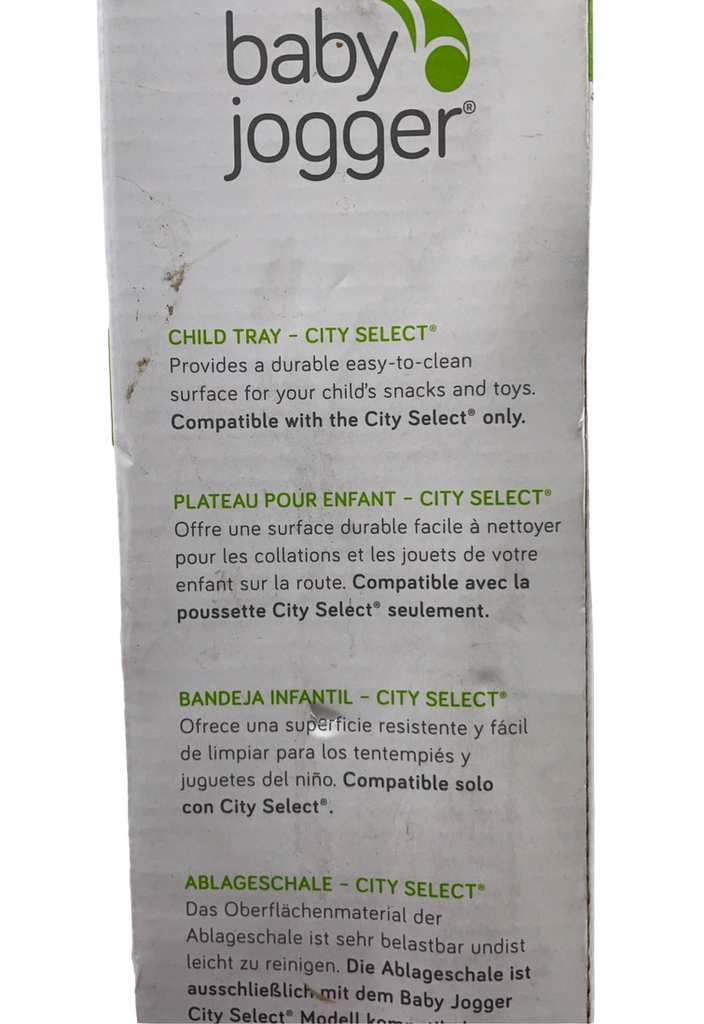 baby
jogger®
CHILD TRAY – CITY SELECT®
Provides a durable easy-to-clean
surface for your child's snacks and toys.
Compatible with the City Select® only.
PLATEAU POUR ENFANT – CITY SELECT®
Offre une surface durable facile à nettoyer
pour les collations et les jouets de votre
enfant sur la route. Compatible avec la
poussette City Select® seulement.
BANDEJA INFANTIL – CITY SELECT®
Ofrece una superficie resistente y fácil
de limpiar para los tentempiés y
juguetes del niño. Compatible solo
con City Select®.
ABLAGESCHALE – CITY SELECT®
Das Oberflächenmaterial der
Ablageschale ist sehr belastbar undist
leicht zu reinigen. Die Ablageschale ist
ausschließlich mit dem Baby Jogger
City Select® Modell